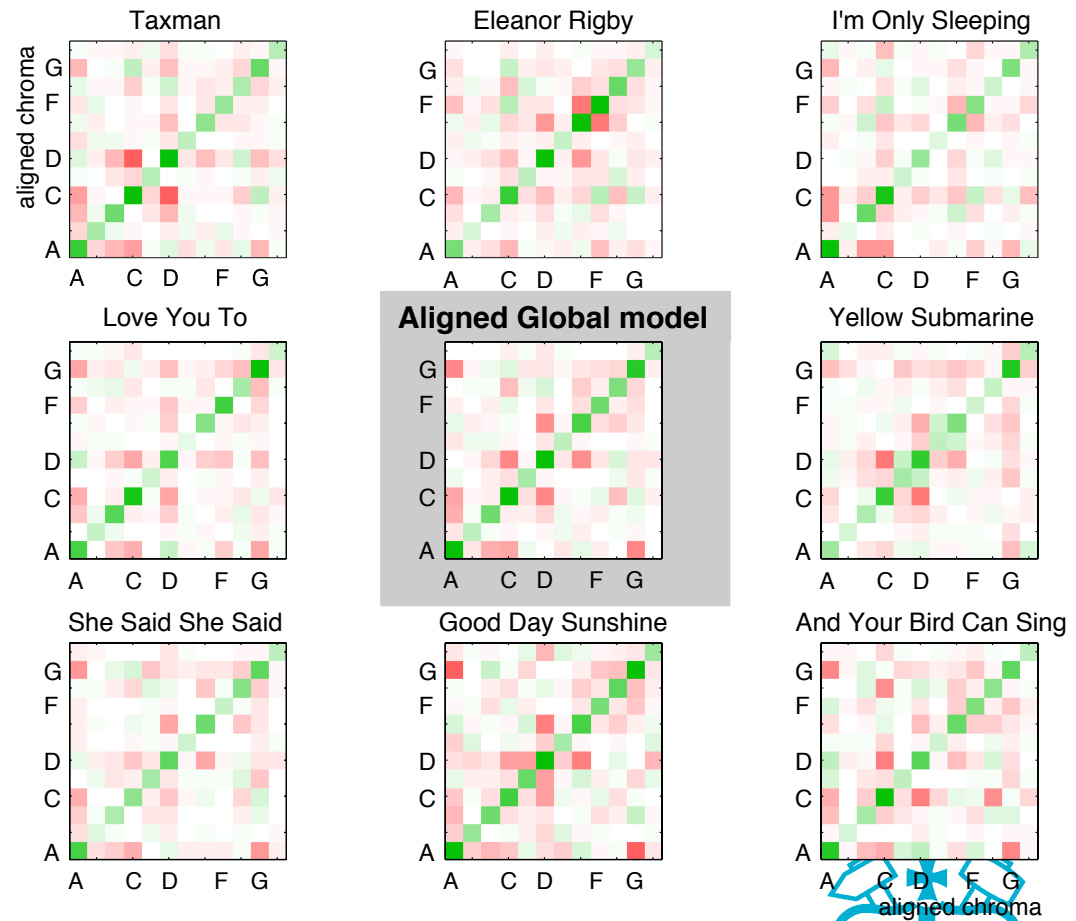 Taxman
Eleanor Rigby
I'm Only Sleeping
aligned chroma
G
F
D
C
A
A C D F G
G
F
D
C
A
A C D F G
G
F
D
C
A
A C D F G
Love You To
Aligned Global model
Yellow Submarine
G
F
D
C
A
A C D F G
G
F
D
C
A
A C D F G
G
F
D
C
A
A C D F G
She Said She Said
Good Day Sunshine
And Your Bird Can Sing
G
F
D
C
A
A C D F G
G
F
D
C
A
A C D F G
G
F
D
C
A
A C D F G
aligned chroma